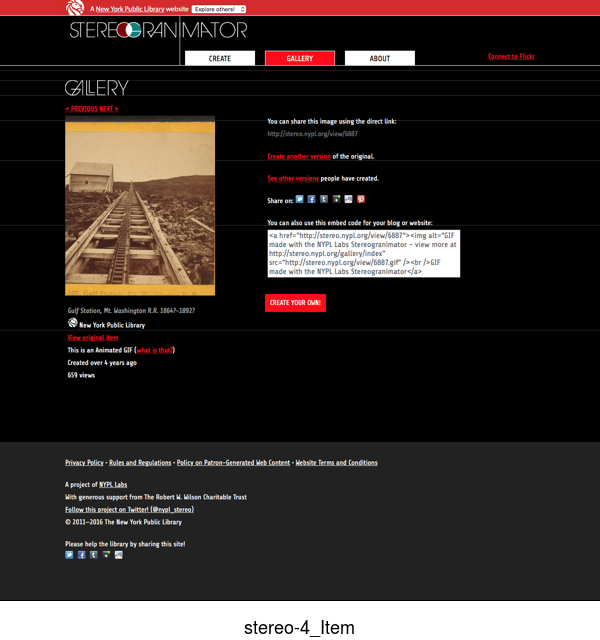 A New York Public Library website Explore others!
STEREOGRANIMATOR
CREATE GALLERY ABOUT
Connect to Flickr
GALLERY
< PREVIOUS NEXT >
You can share this image using the direct link:
http://stereo.nypl.org/view/6887
Create another version of the original.
See other versions people have created.
Share on:
You can also use this embed code for your blog or website:
<a href="http://stereo.nypl.org/view/6887"><img alt="GIF
made with the NYPL Labs Stereogranimator - view more at
http://stereo.nypl.org/gallery/index"
src="http://stereo.nypl.org/view/6887.gif" /><br />GIF
made with the NYPL Labs Stereogranimator</a>
CREATE YOUR OWN!
Gulf Station, Mt. Washington R.R. 1864?-1892?
New York Public Library
View original item
This is an Animated GIF (what is that?)
Created over 4 years ago
659 views
Privacy Policy • Rules and Regulations • Policy on Patron-Generated Web Content • Website Terms and Conditions
A project of NYPL Labs
With generous support from The Robert W. Wilson Charitable Trust
Follow this project on Twitter! (@nypl_stereo)
© 2011–2016 The New York Public Library
Please help the library by sharing this site!
stereo-4_Item